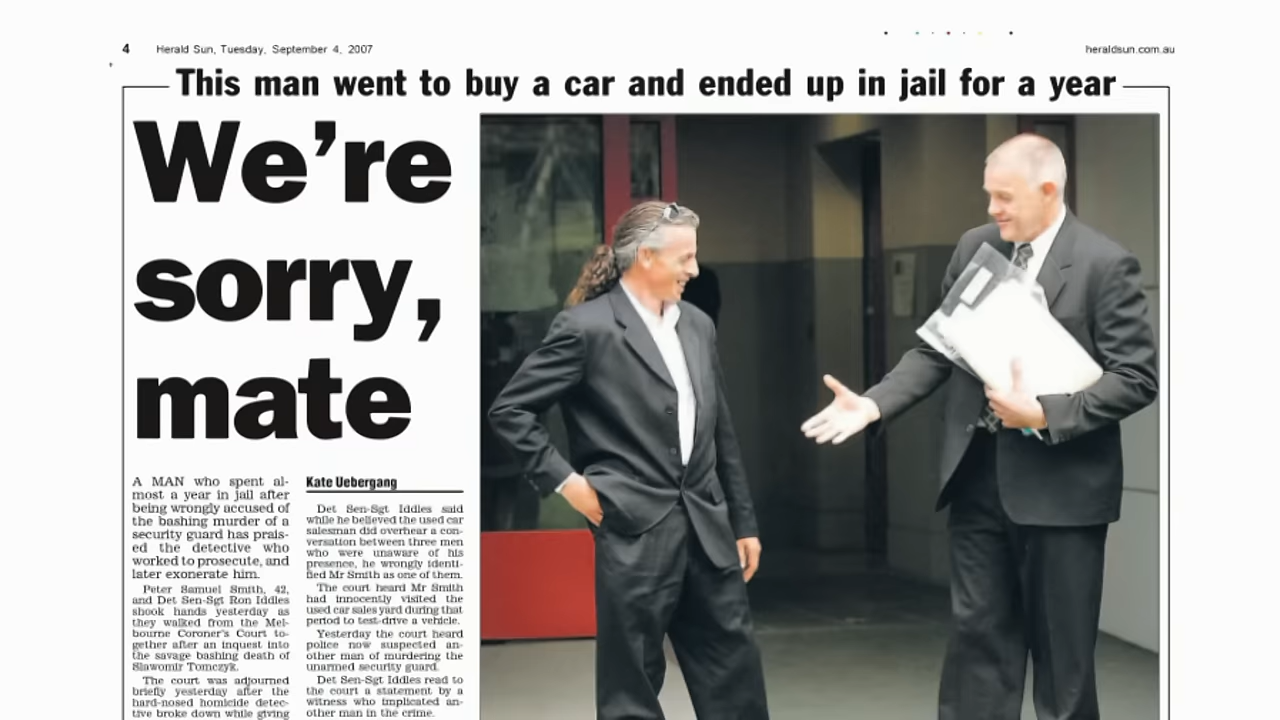 4 Herald Sun, Tuesday, September 4, 2007 heraldsun.com.au
This man went to buy a car and ended up in jail for a year
We're
sorry,
mate
A MAN who spent al-
most a year in jail after
being wrongly accused of
the bashing murder of a
security guard has prais-
ed the detective who
worked to prosecute, and
later exonerate him.
Peter Samuel Smith, 42,
and Det Sen-Sgt Ron Iddles
shook hands yesterday as
they walked from the Mel-
bourne Coroner's Court to-
gether after an inquest into
the savage bashing death of
Slawomir Tomczyk.
The court was adjourned
briefly yesterday after the
hard-nosed homicide detec-
tive broke down while giving
Kate Uebergang
Det Sen-Sgt Iddles said
while he believed the used car
salesman did overhear a con-
versation between three men
who were unaware of his
presence, he wrongly identi-
fied Mr Smith as one of them.
The court heard Mr Smith
had innocently visited the
used car sales yard during that
period to test-drive a vehicle.
Yesterday the court heard
police now suspected an-
other man of murdering the
unarmed security guard.
Det Sen-Sgt Iddles read to
the court a statement by a
witness who implicated an-
other man in the crime.